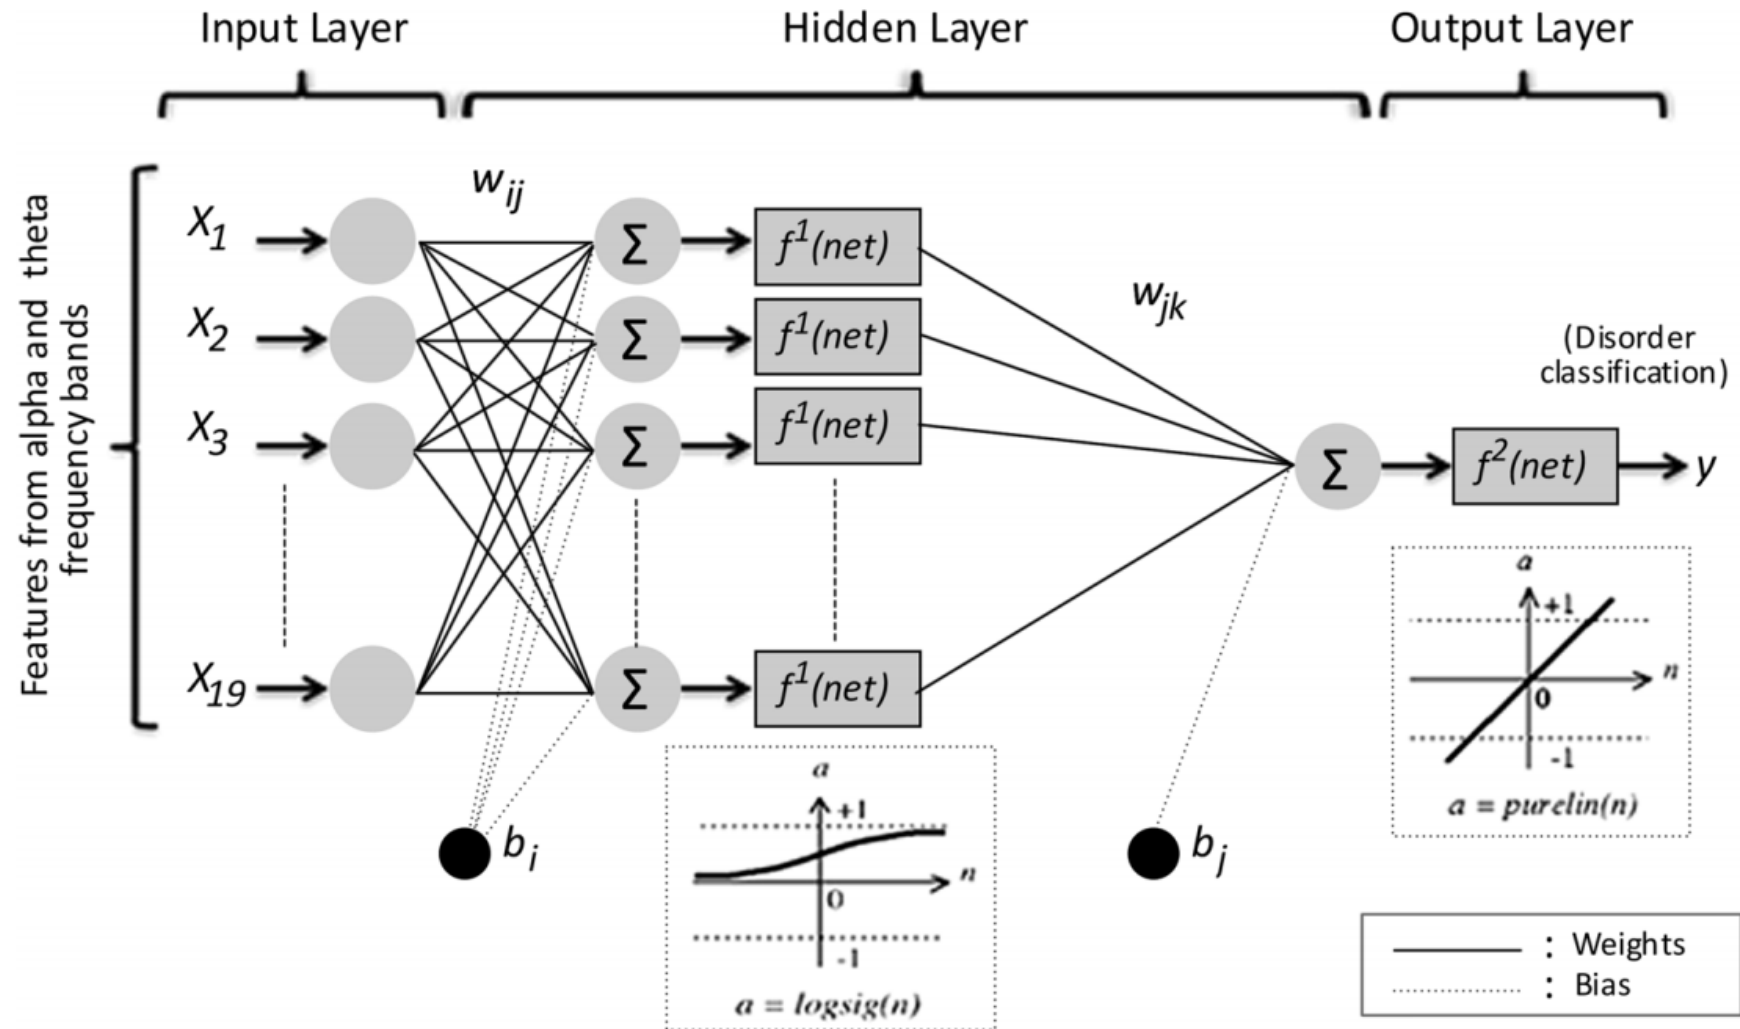 Input Layer
Hidden Layer
Output Layer
Features from alpha and theta
frequency bands
w ij
X1
X2
X3
X19
Σ
Σ
Σ
Σ
f1(net)
f1(net)
f1(net)
f1(net)
wjk
(Disorder
classification)
Σ
f2(net)
y
bi
bj
a
+1
n
0
-1
a = logsig(n)
a
+1
n
0
-1
a = purelin(n)
: Weights
: Bias